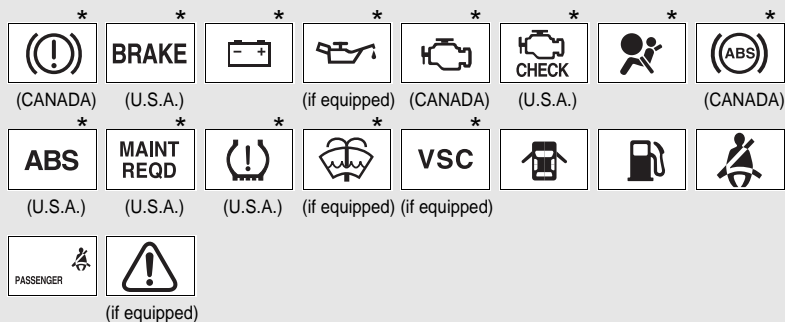 * * * * * * * *
BRAKE - + CHECK ABS
(CANADA) (U.S.A.) (if equipped) (CANADA) (U.S.A.) (CANADA)
* * * * *
ABS MAINT REQD ! VSC
(U.S.A.) (U.S.A.) (U.S.A.) (if equipped) (if equipped)
PASSENGER !
(if equipped)